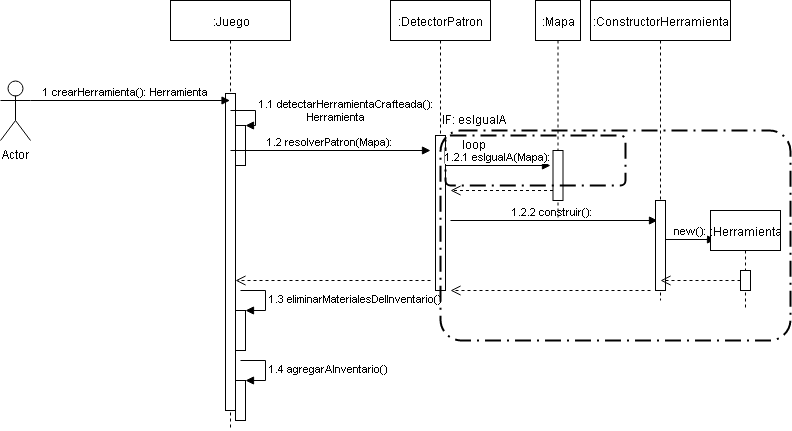 :Juego
:DetectorPatron
:Mapa
:ConstructorHerramienta
1 crearHerramienta(): Herramienta
1.1 detectarHerramientaCrafteada():
Herramienta
IF: esIgualA
1.2 resolverPatron(Mapa):
loop
1.2.1 esIgualA(Mapa):
Actor
1.2.2 construir():
new():
:Herramienta
1.3 eliminarMaterialesDelInventario()
1.4 agregarAInventario()